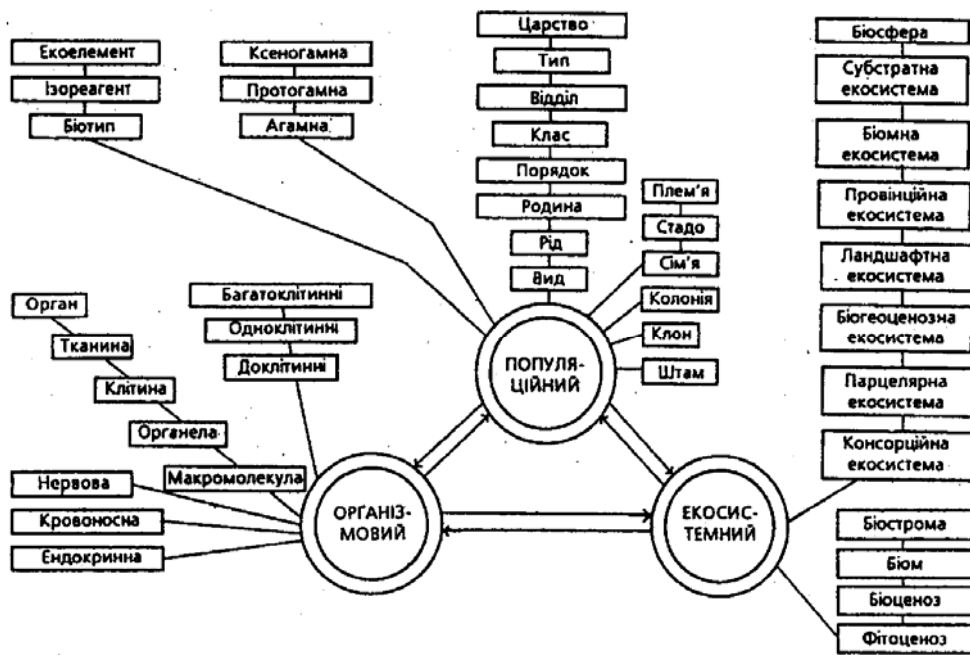 Екоелемент
Ізореагент
Біотип
Ксеногамна
Протогамна
Агамна
Царство
Тип
Відділ
Клас
Порядок
Родина
Рід
Вид
Плем'я
Стадо
Сім'я
Колонія
Клон
Штам
Біосфера
Субстратна
екосистема
Біомна
екосистема
Провінційна
екосистема
Ландшафтна
екосистема
Біогеоценозна
екосистема
Парцелярна
екосистема
Консорційна
екосистема
Багатоклітинні
Одноклітинні
Доклітинні
Орган
Тканина
Клітина
Органела
Макромолекула
Нервова
Кровоносна
Ендокринна
ПОПУЛЯ-
ЦІЙНИЙ
ОРГАНІЗ-
МОВИЙ
ЕКОСИС-
ТЕМНИЙ
Біострома
Біом
Біоценоз
Фітоценоз